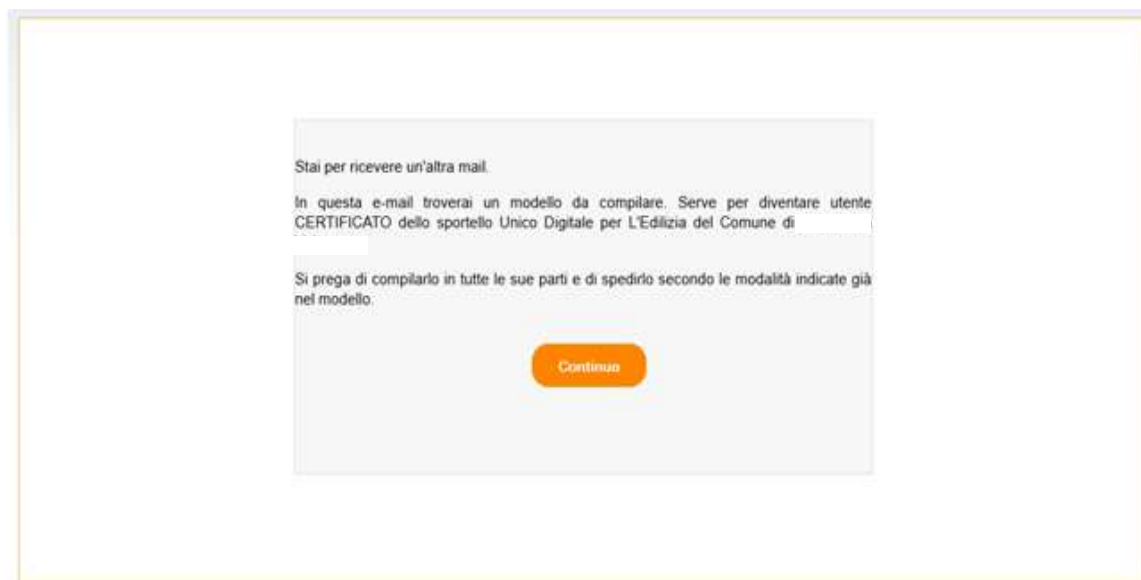 Stai per ricevere un'altra mail.
In questa e-mail troverai un modello da compilare. Serve per diventare utente
CERTIFICATO dello sportello Unico Digitale per L'Edilizia del Comune di
Si prega di compilarlo in tutte le sue parti e di spedirlo secondo le modalità indicate già
nel modello.
Continua